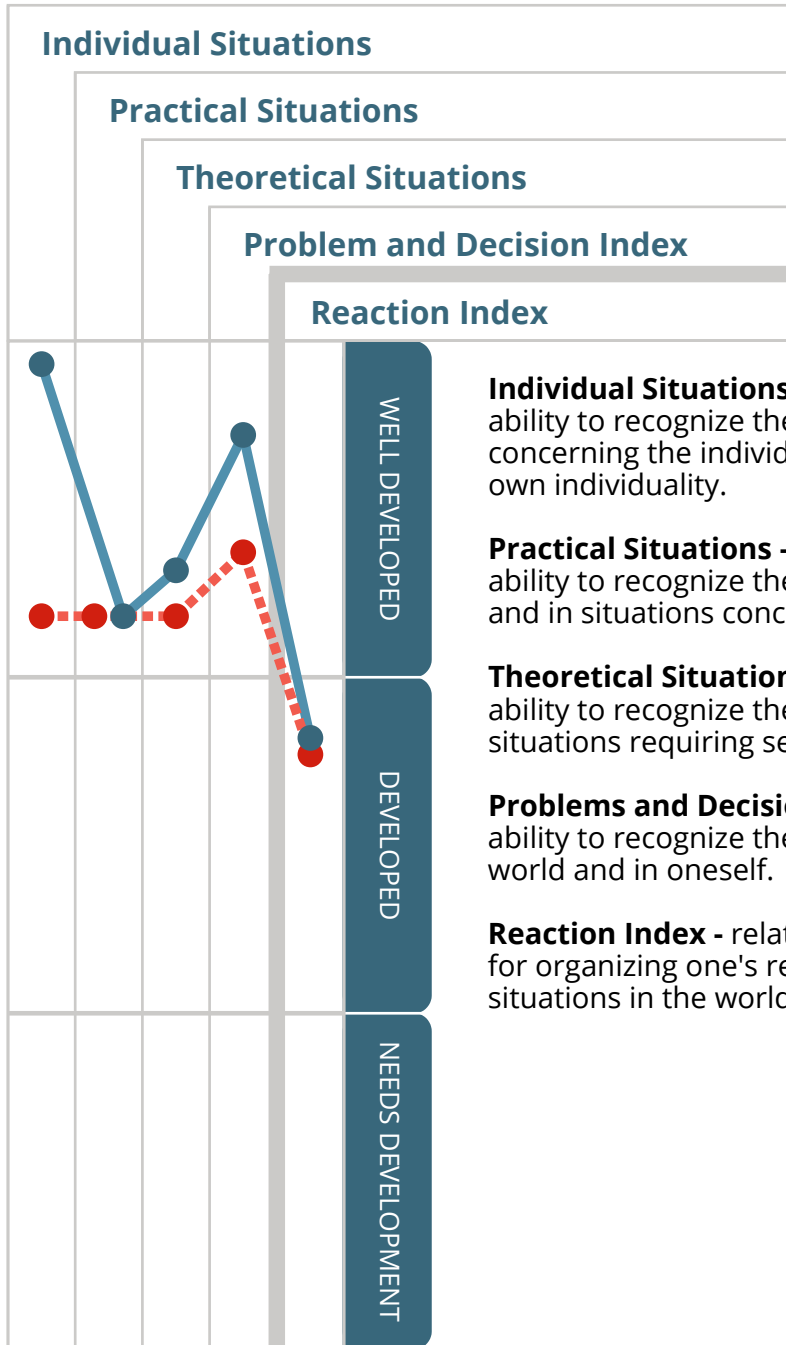 Individual Situations
Practical Situations
Theoretical Situations
Problem and Decision Index
Reaction Index
WELL DEVELOPED
DEVELOPED
NEEDS DEVELOPMENT
Individual Situations
ability to recognize the
concerning the individ
own individuality.
Practical Situations -
ability to recognize the
and in situations conc
Theoretical Situation
ability to recognize the
situations requiring se
Problems and Decisi
ability to recognize the
world and in oneself.
Reaction Index - relat
for organizing one's re
situations in the world